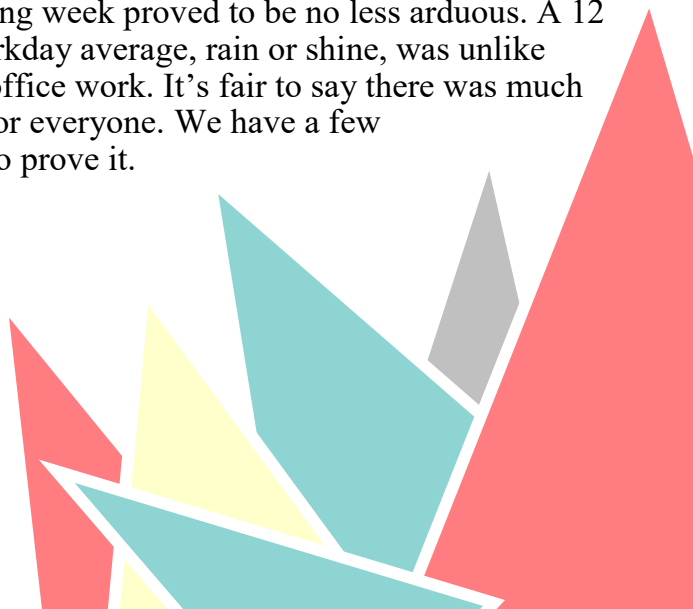 ng week proved to be no less arduous. A 12
rkday average, rain or shine, was unlike
office work. It’s fair to say there was much
or everyone. We have a few
o prove it.